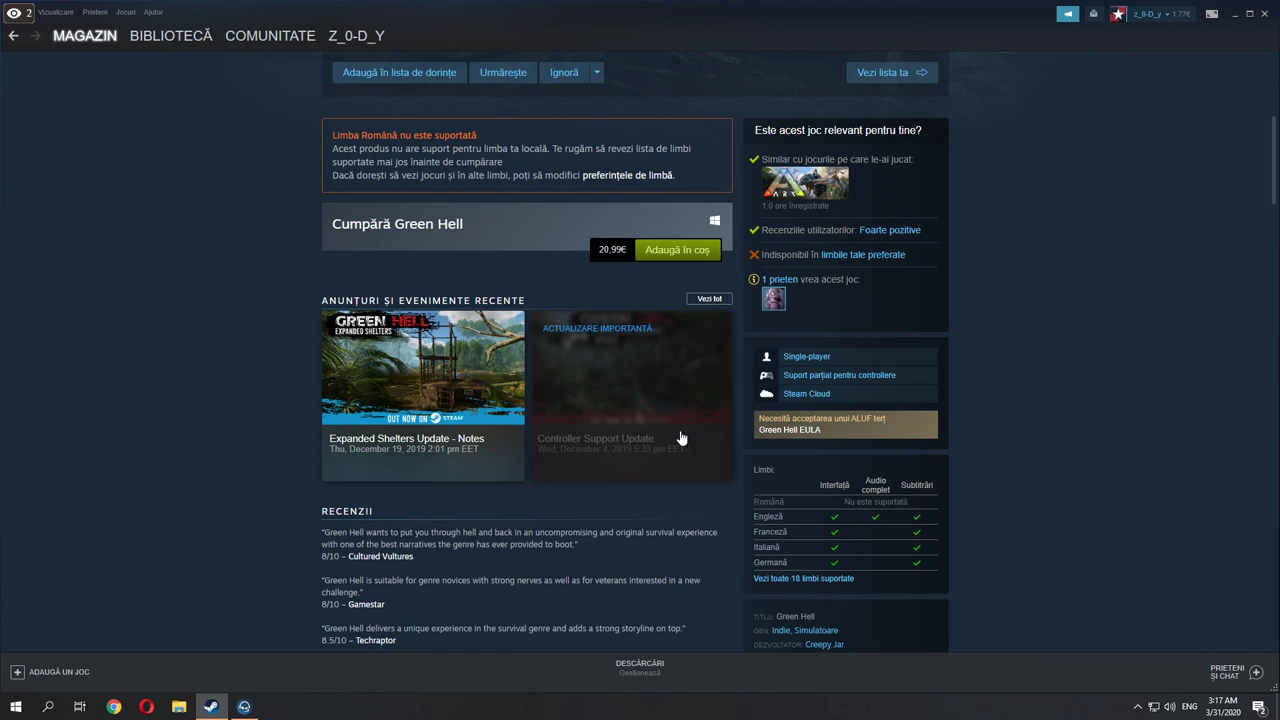 2
Vizualizare Prieteni Jocuri Ajutor
z_0-D_y 1,77€
MAGAZIN BIBLIOTECĂ COMUNITATE Z_0-D_Y
Adaugă în lista de dorințe Urmărește Ignoră Vezi lista ta
Limba Română nu este suportată
Acest produs nu are suport pentru limba ta locală. Te rugăm să revezi lista de limbi
suportate mai jos înainte de cumpărare
Dacă dorești să vezi jocuri și în alte limbi, poți să modifici preferințele de limbă.
Cumpără Green Hell
20,99€ Adaugă în coș
ANUNȚURI ȘI EVENIMENTE RECENTE Vezi tot
GREEN HELL
EXPANDED SHELTERS
OUT NOW ON STEAM
Expanded Shelters Update - Notes
Thu, December 19, 2019 2:01 pm EET
ACTUALIZARE IMPORTANTĂ
Controller Support Update
Wed, December 4, 2019 5:33 pm EET
RECENZII
“Green Hell wants to put you through hell and back in an uncompromising and original survival experience
with one of the best narratives the genre has ever provided to boot.”
8/10 – Cultured Vultures
“Green Hell is suitable for genre novices with strong nerves as well as for veterans interested in a new
challenge.”
8/10 – Gamestar
“Green Hell delivers a unique experience in the survival genre and adds a strong storyline on top.”
8.5/10 – Techraptor
Este acest joc relevant pentru tine?
Similar cu jocurile pe care le-ai jucat:
ARK
1.0 ore înregistrate
Recenziile utilizatorilor: Foarte pozitive
Indisponibil în limbile tale preferate
1 prieten vrea acest joc:
Single-player
Suport parțial pentru controllere
Steam Cloud
Necesită acceptarea unui ALUF terț
Green Hell EULA
Limbi:
Interfață Audio complet Subtitrări
Română Nu este suportată
Engleză
Franceză
Italiană
Germană
Vezi toate 18 limbi suportate
TITLU: Green Hell
GEN: Indie, Simulatoare
DEZVOLTATOR: Creepy Jar
ADAUGĂ UN JOC
DESCĂRCĂRI
Gestionează
PRIETENI
ȘI CHAT
ENG
3:17 AM
3/31/2020
2